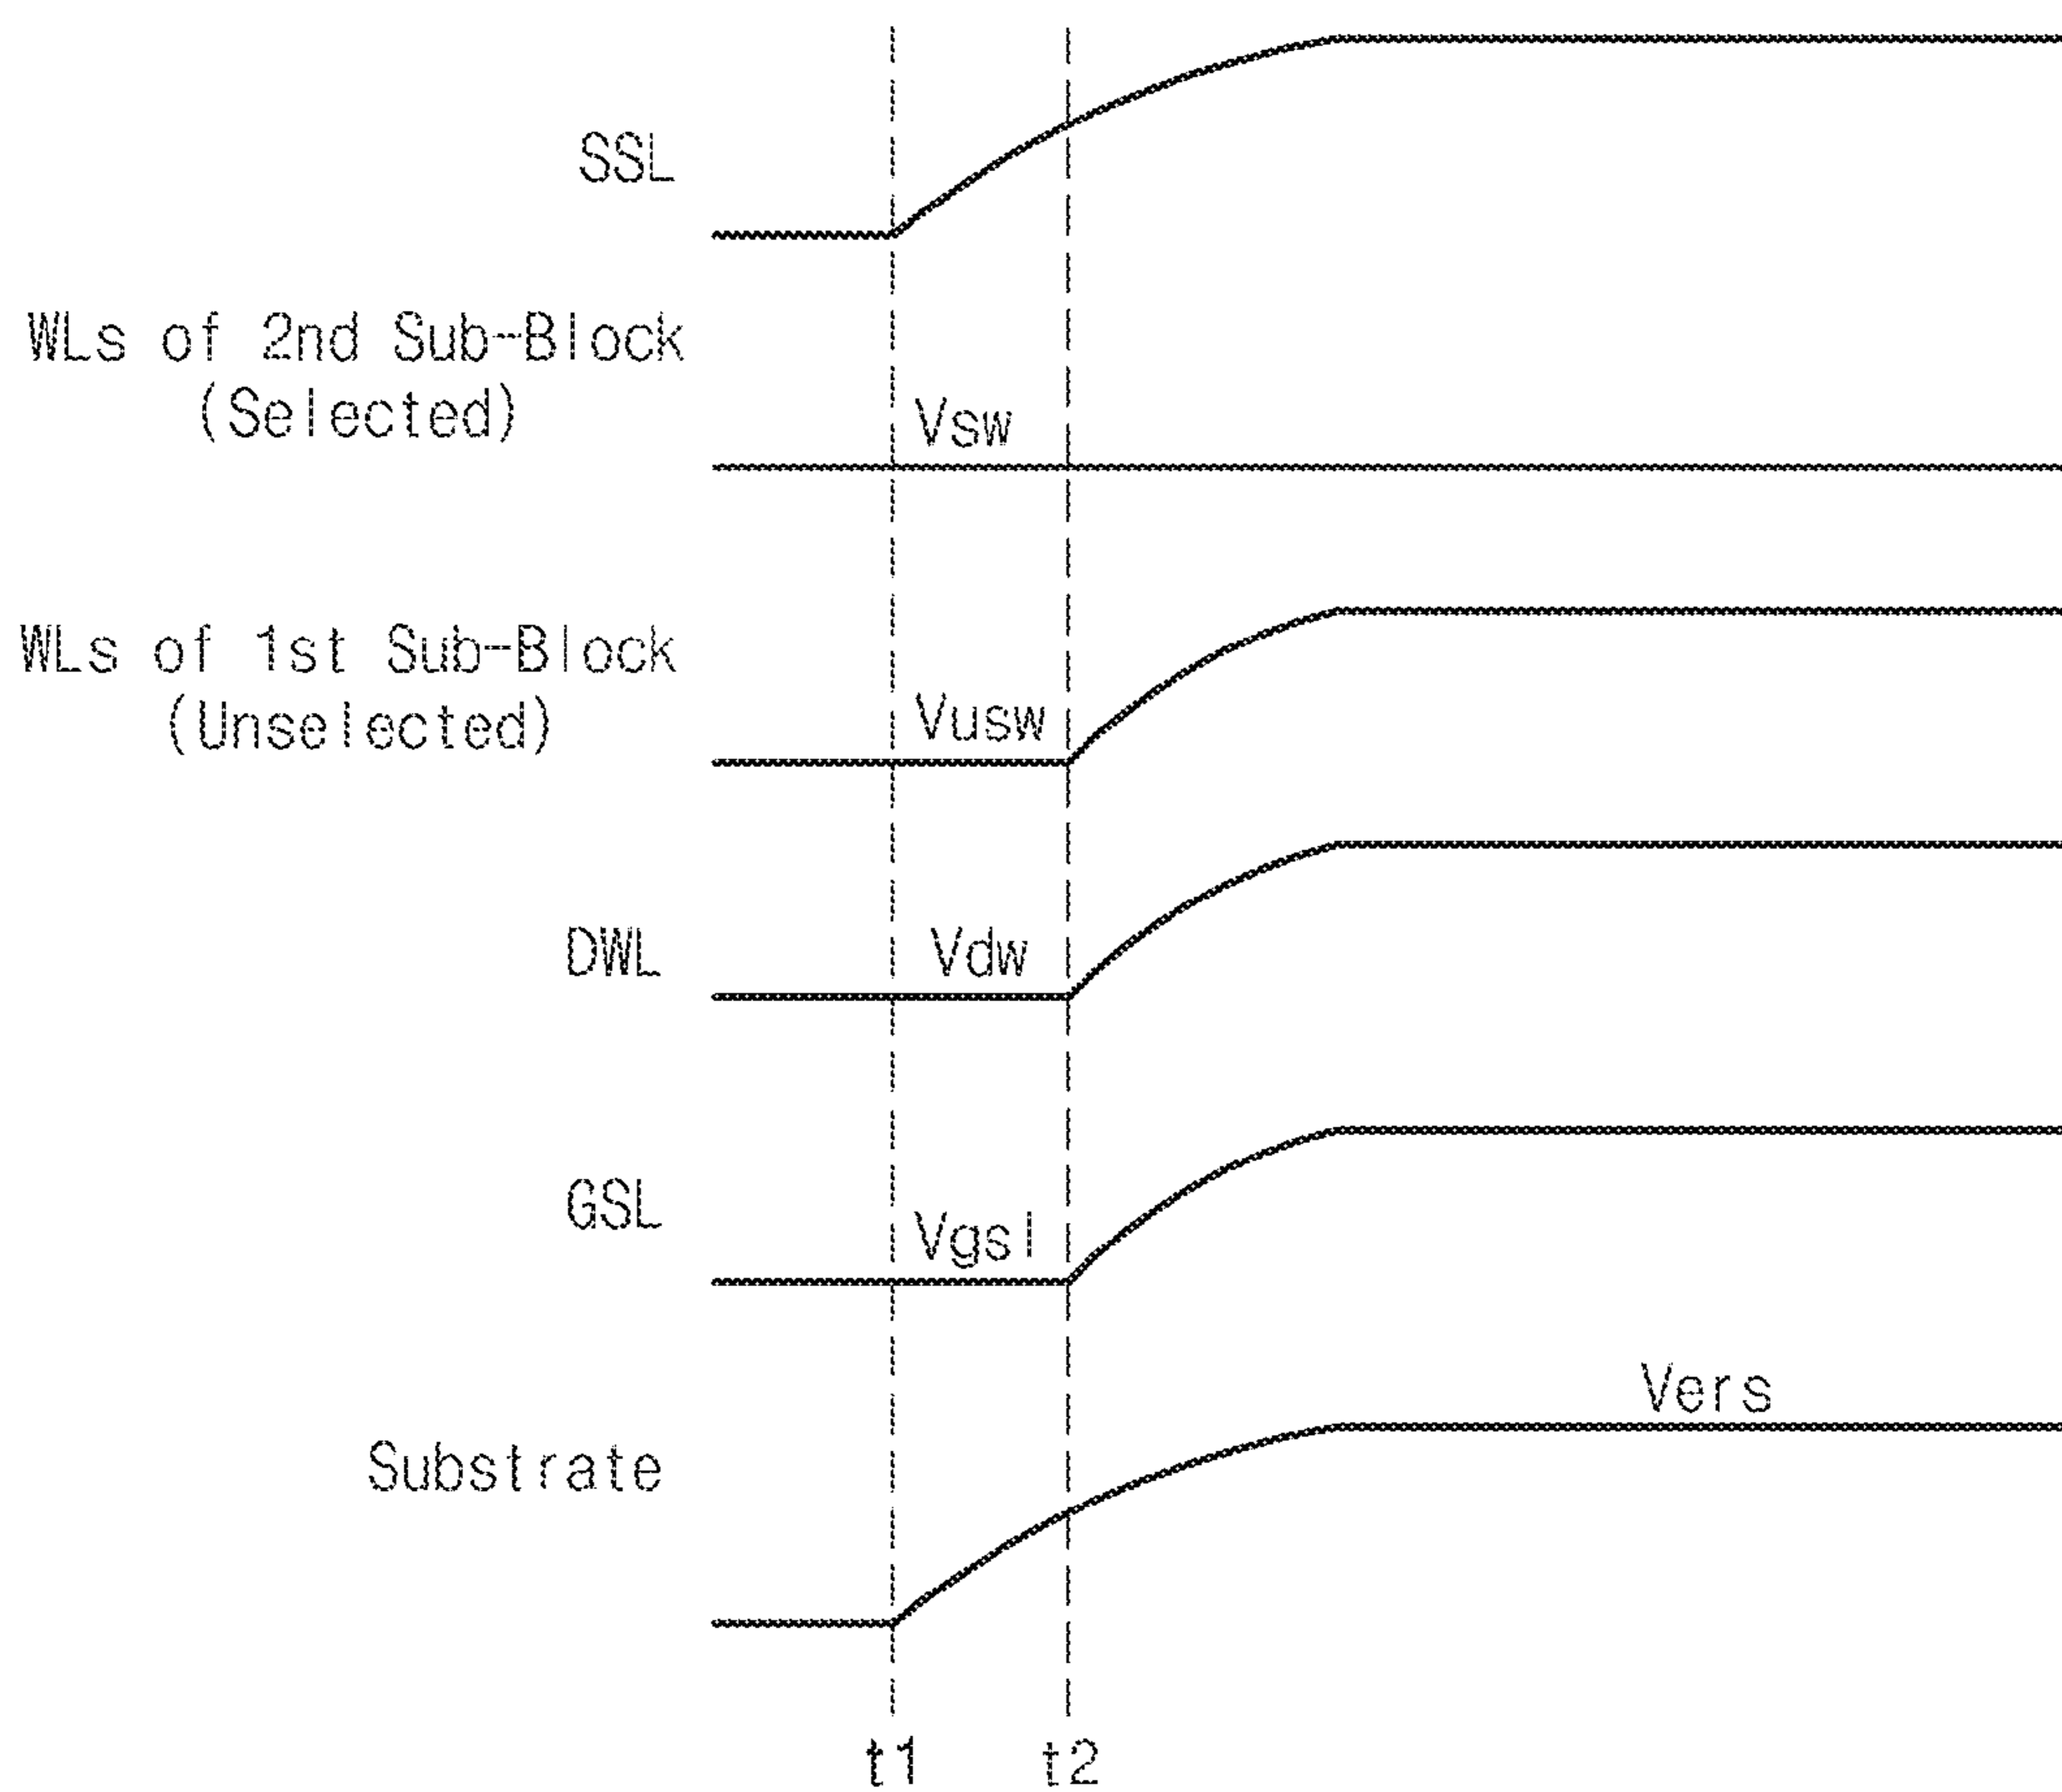 SSL
WLs of 2nd Sub-Block
(Selected)
Vsw
WLs of 1st Sub-Block
(Unselected)
Vusw
DWL
Vdw
GSL
Vgsl
Vers
Substrate
t1
t2